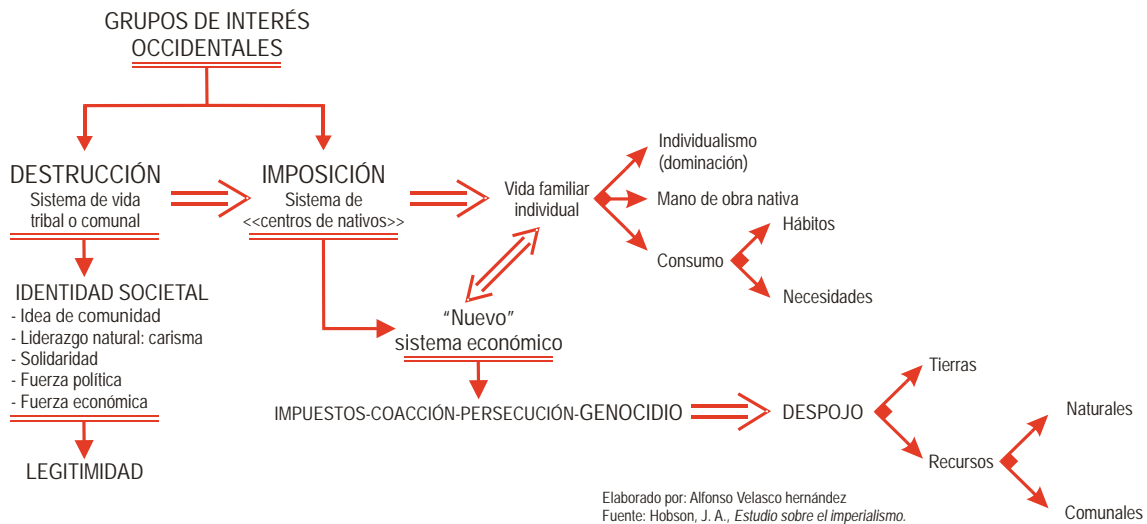 GRUPOS DE INTERÉS
OCCIDENTALES
DESTRUCCIÓN
Sistema de vida
tribal o comunal
IMPOSICIÓN
Sistema de
<<centros de nativos>>
Vida familiar
individual
Individualismo
(dominación)
Mano de obra nativa
Consumo
Hábitos
Necesidades
IDENTIDAD SOCIETAL
- Idea de comunidad
- Liderazgo natural: carisma
- Solidaridad
- Fuerza política
- Fuerza económica
LEGITIMIDAD
“Nuevo”
sistema económico
IMPUESTOS-COACCIÓN-PERSECUCIÓN-GENOCIDIO
DESPOJO
Tierras
Recursos
Naturales
Comunales
Elaborado por: Alfonso Velasco hernández
Fuente: Hobson, J. A., Estudio sobre el imperialismo.